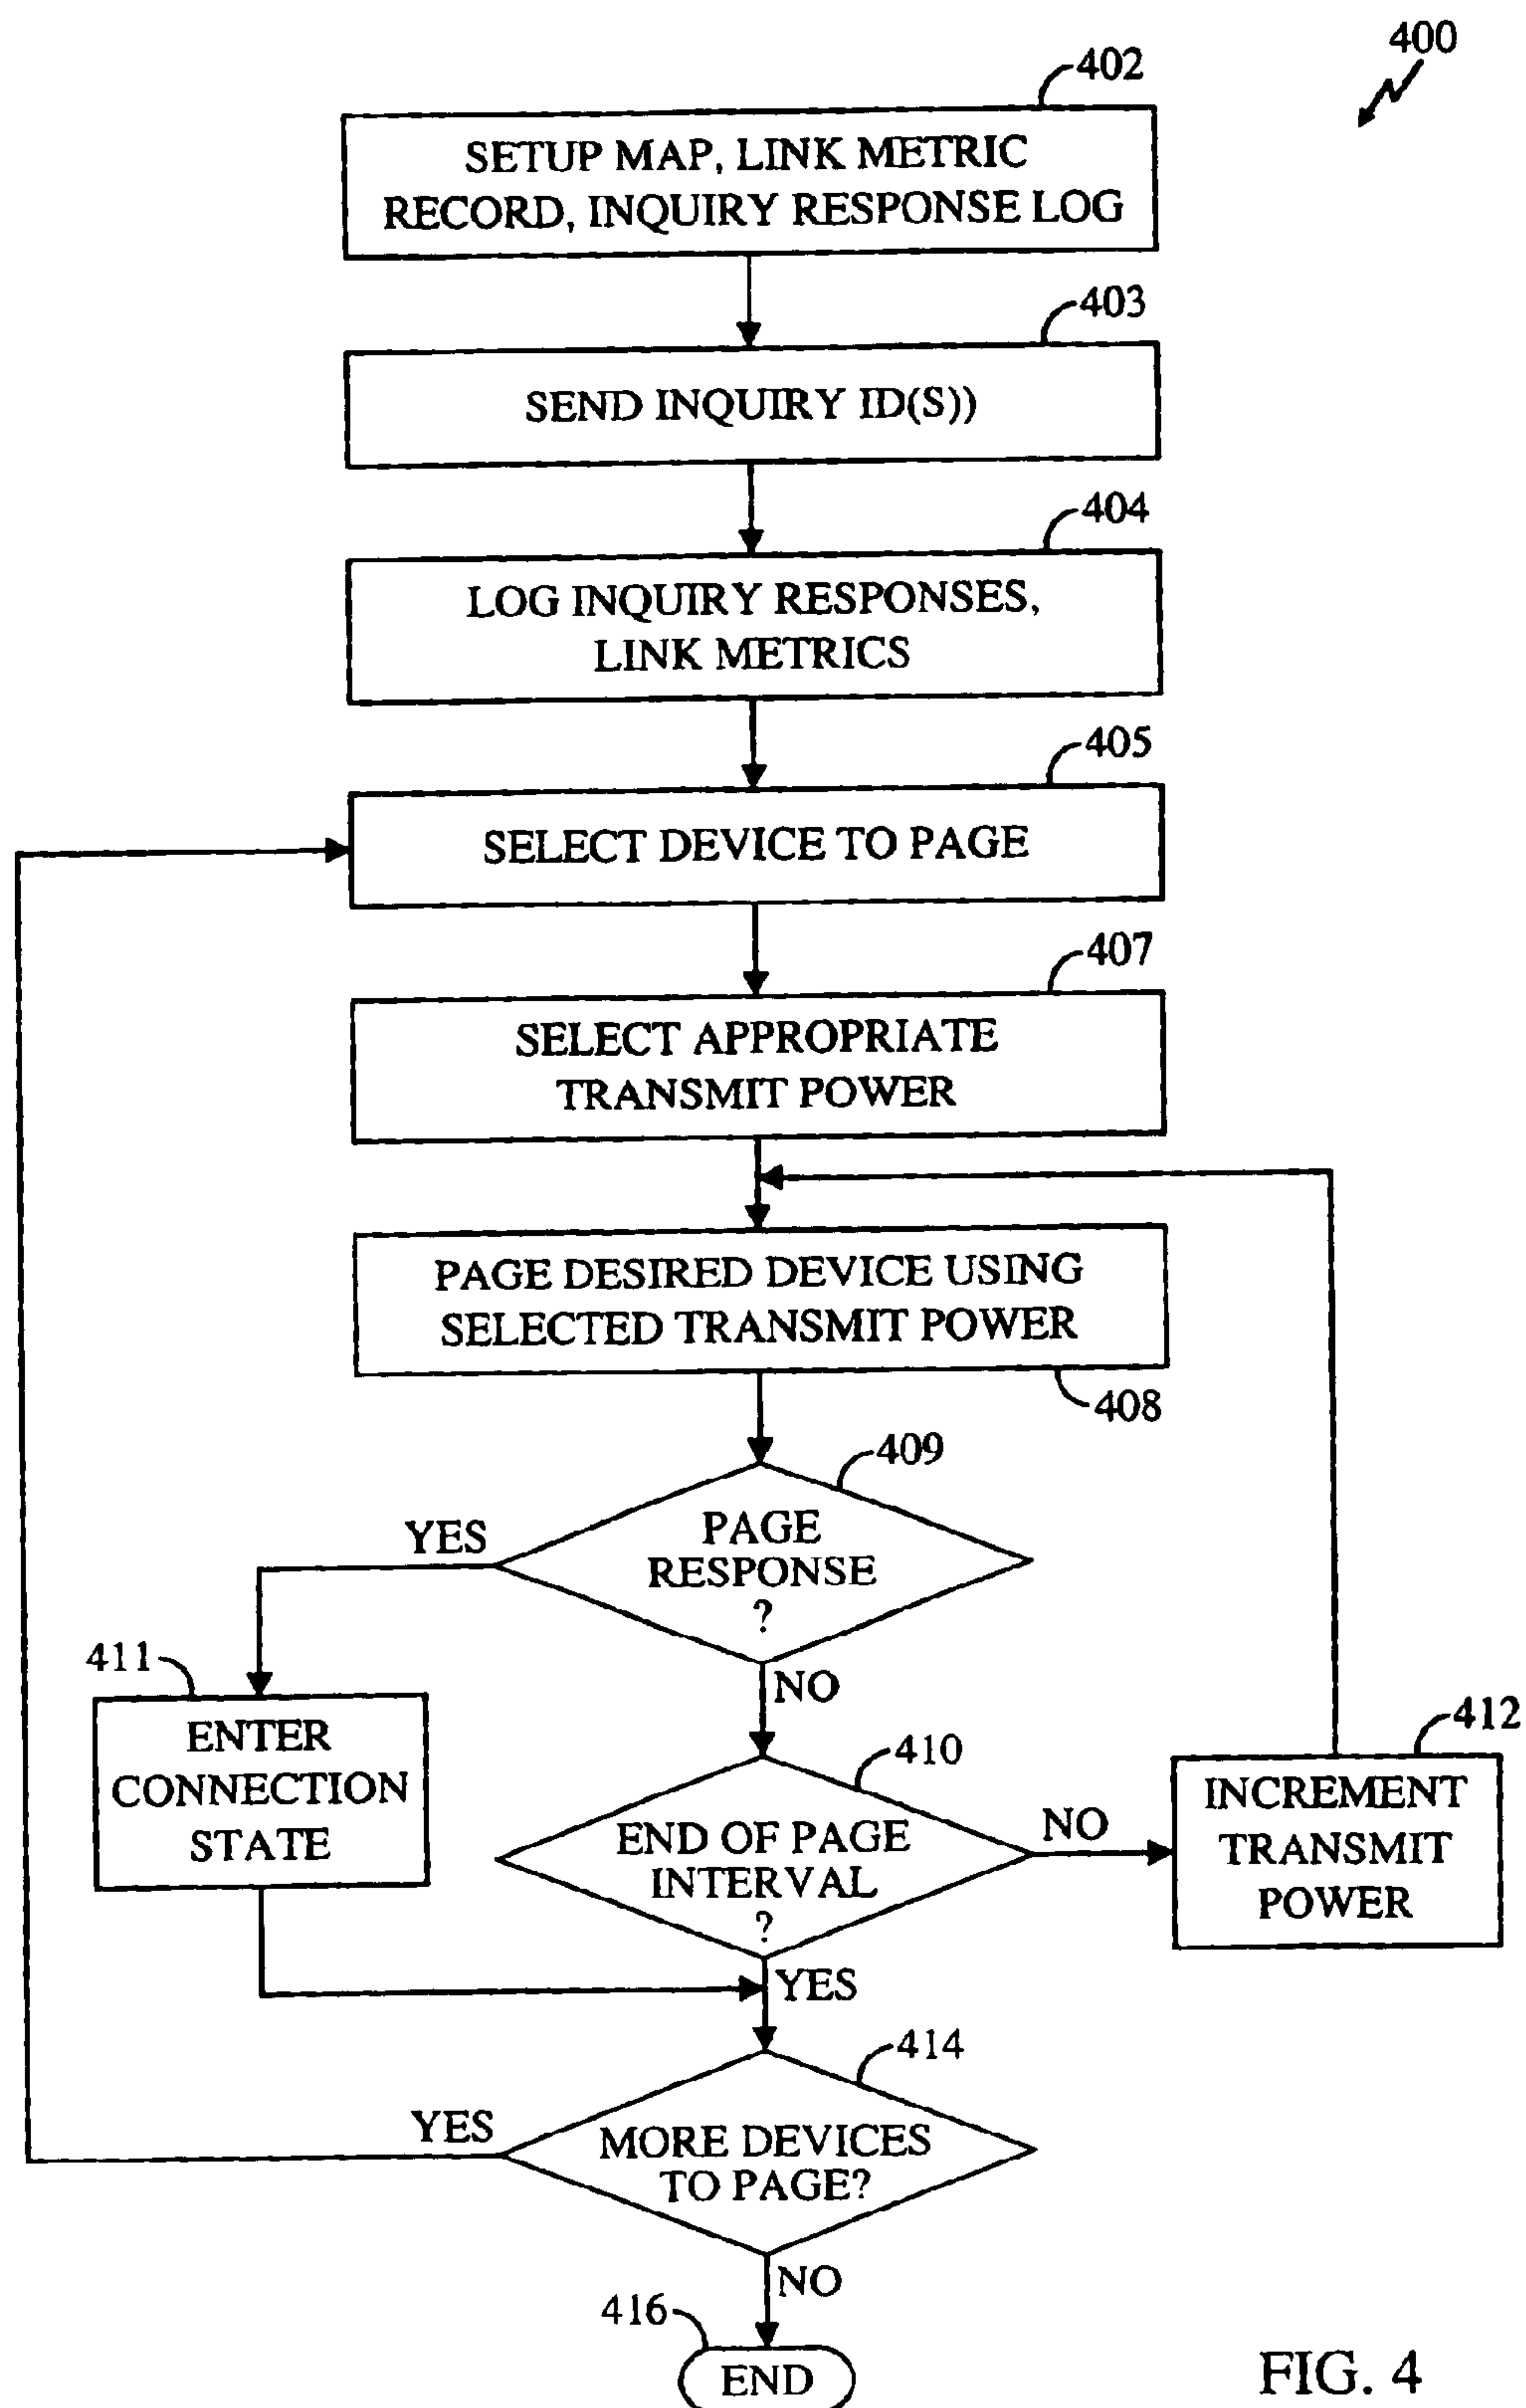 400
402
SETUP MAP, LINK METRIC
RECORD, INQUIRY RESPONSE LOG
403
SEND INQUIRY ID(S))
404
LOG INQUIRY RESPONSES,
LINK METRICS
405
SELECT DEVICE TO PAGE
407
SELECT APPROPRIATE
TRANSMIT POWER
PAGE DESIRED DEVICE USING
SELECTED TRANSMIT POWER
408
409
PAGE
RESPONSE
?
YES
NO
411
ENTER
CONNECTION
STATE
410
END OF PAGE
INTERVAL
?
NO
412
INCREMENT
TRANSMIT
POWER
YES
414
MORE DEVICES
TO PAGE?
YES
NO
416
END
FIG. 4